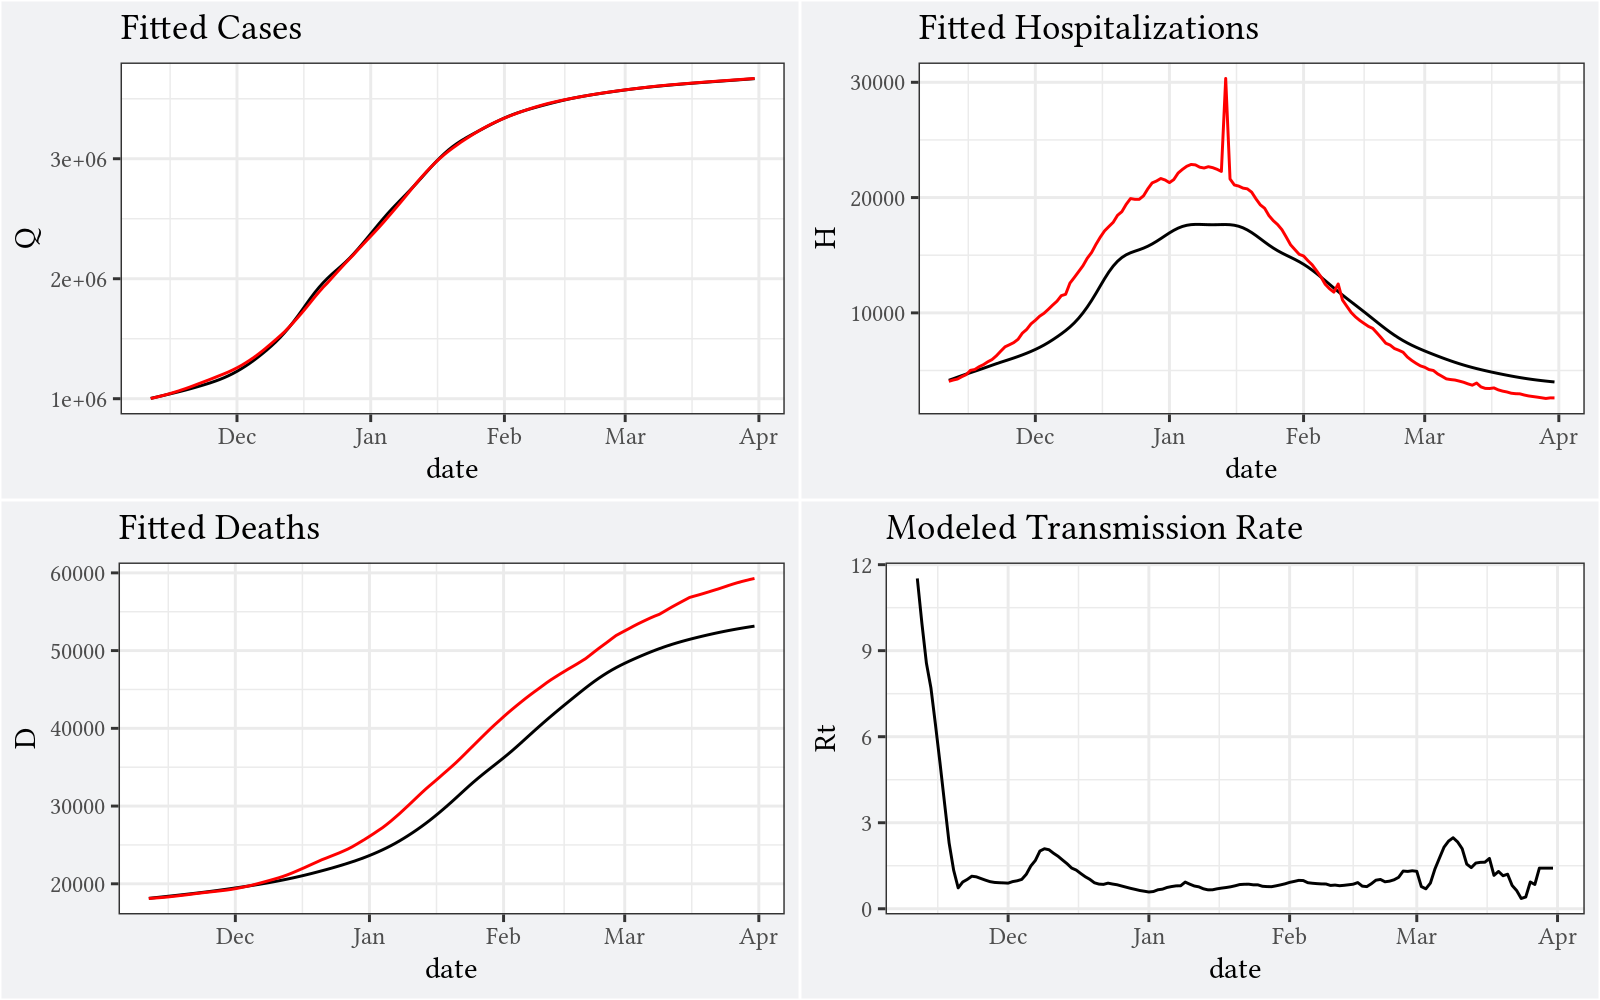 Fitted Cases
Q
3e+06
2e+06
1e+06
Dec Jan Feb Mar Apr
date
Fitted Hospitalizations
H
30000
20000
10000
Dec Jan Feb Mar Apr
date
Fitted Deaths
D
60000
50000
40000
30000
20000
Dec Jan Feb Mar Apr
date
Modeled Transmission Rate
Rt
12
9
6
3
0
Dec Jan Feb Mar Apr
date